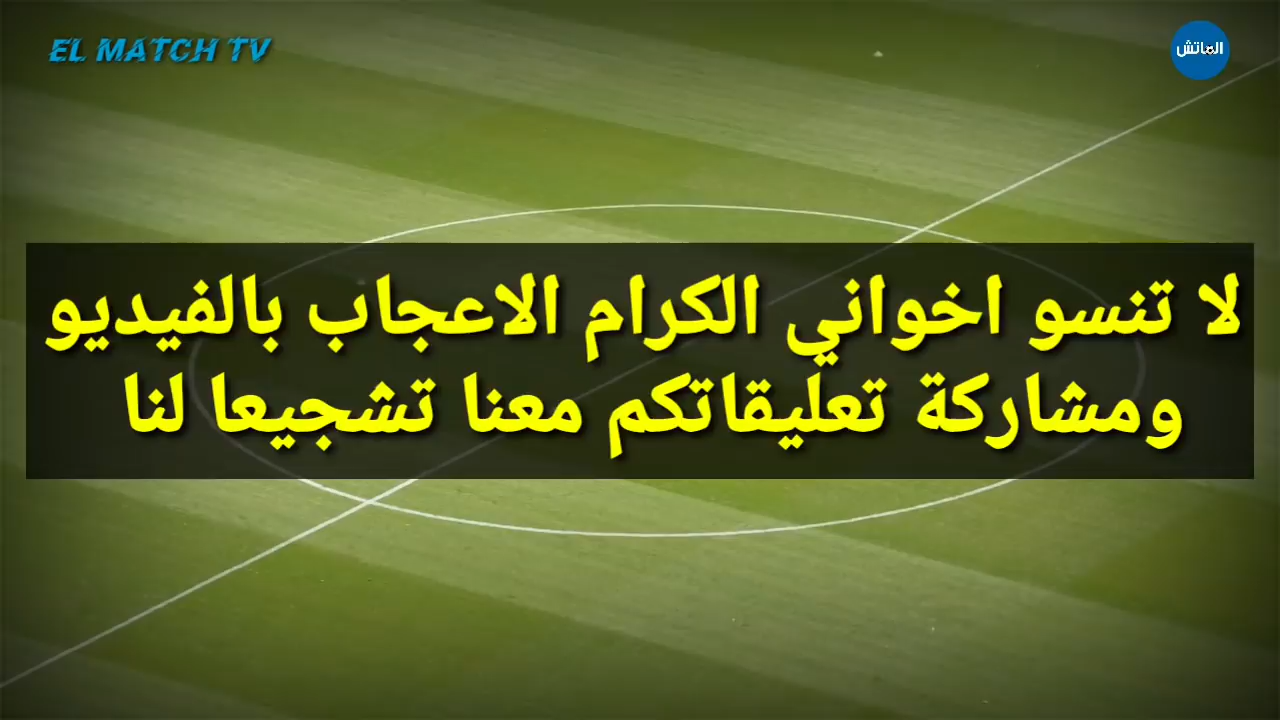 EL MATCH TV
الماتش
لا تنسو اخواني الكرام الاعجاب بالفيديو
ومشاركة تعليقاتكم معنا تشجيعا لنا